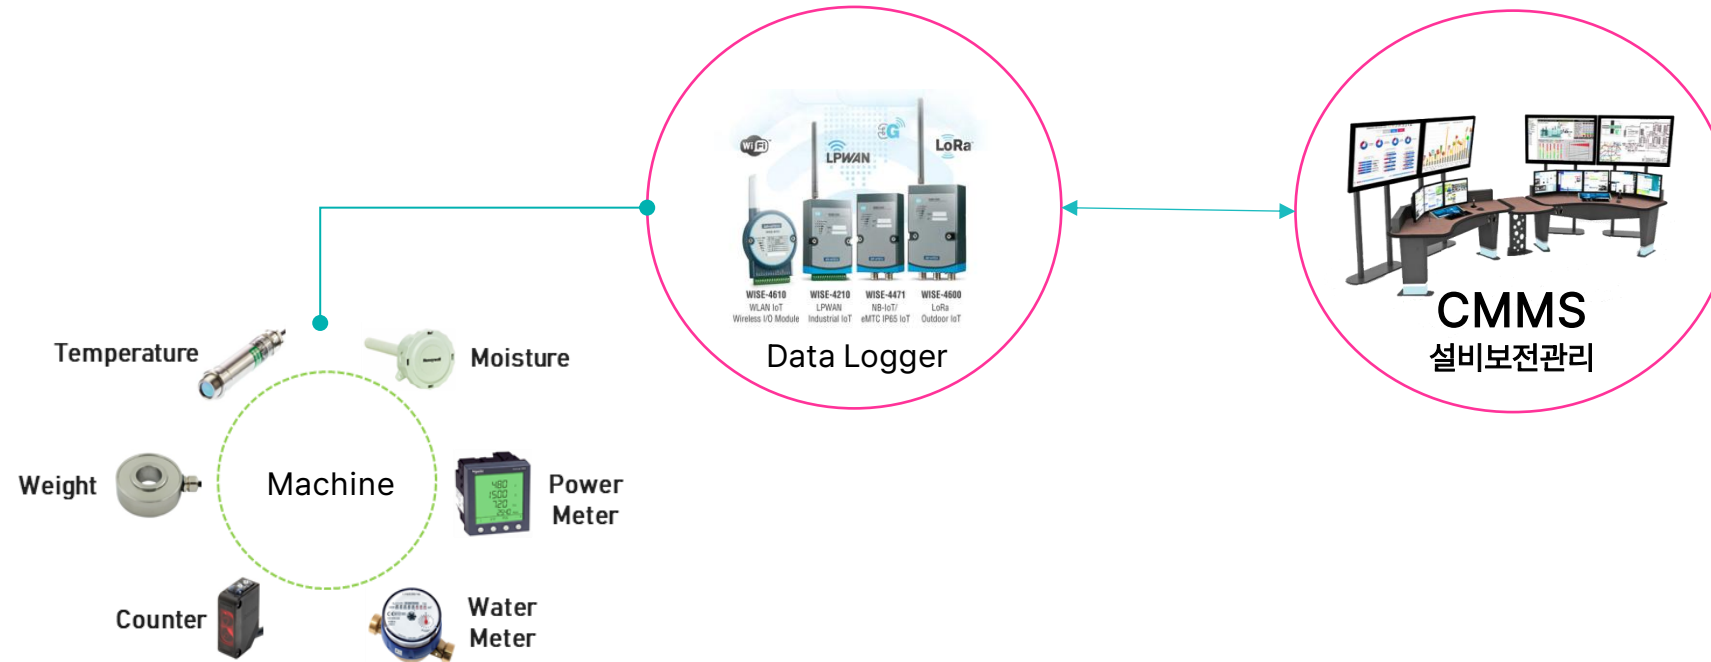 WiFi
LPWAN
3G
LoRa
WISE-4610
WLAN IoT
Wireless I/O Module
WISE-4210
LPWAN
Industrial IoT
WISE-4471
NB-IoT/
eMTC IP65 IoT
WISE-4600
LoRa
Outdoor IoT
Data Logger
CMMS
설비보전관리
Temperature
Moisture
Weight
Machine
Power
Meter
Counter
Water
Meter